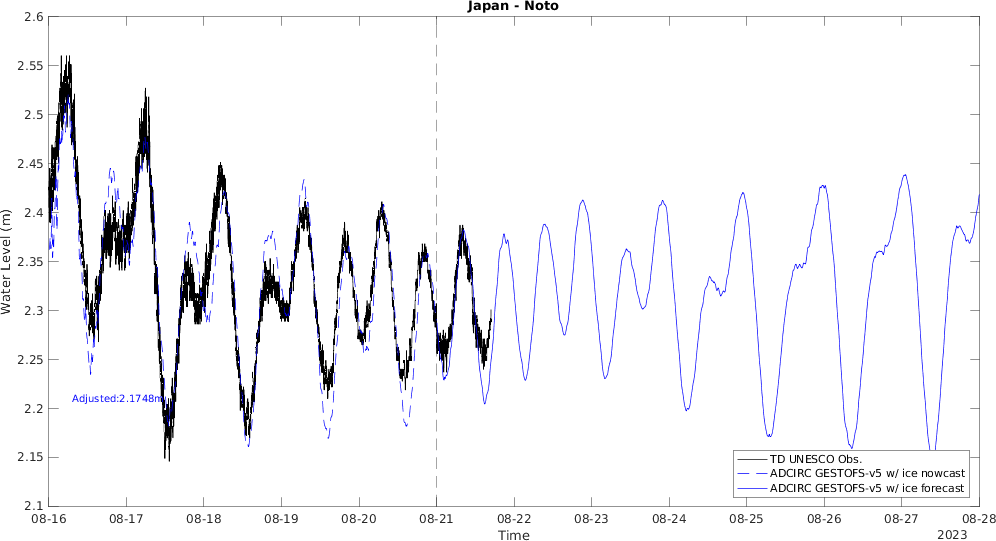 Japan - Noto
2.6
2.55
2.5
2.45
2.4
2.35
2.3
2.25
2.2
2.15
2.1
Water Level (m)
Adjusted:2.1748m
TD UNESCO Obs.
ADCIRC GESTOFS-v5 w/ ice nowcast
ADCIRC GESTOFS-v5 w/ ice forecast
08-16 08-17 08-18 08-19 08-20 08-21 08-22 08-23 08-24 08-25 08-26 08-27 08-28
Time
2023